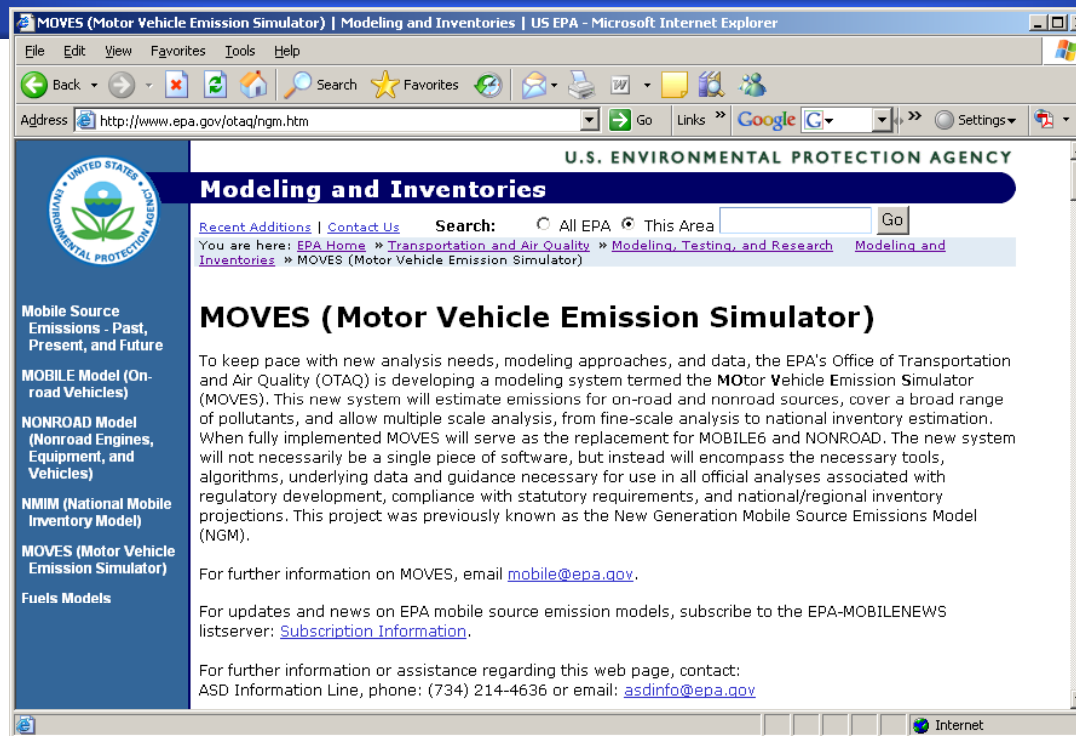 MOVES (Motor Vehicle Emission Simulator) | Modeling and Inventories | US EPA - Microsoft Internet Explorer
File Edit View Favorites Tools Help
Back Search Favorites
Address http://www.epa.gov/otaq/ngm.htm Go Links » Google G » Settings
U.S. ENVIRONMENTAL PROTECTION AGENCY
UNITED STATES
ENVIRONMENTAL PROTECTION AGENCY
Modeling and Inventories
Recent Additions | Contact Us Search: All EPA This Area Go
You are here: EPA Home » Transportation and Air Quality » Modeling, Testing, and Research Modeling and
Inventories » MOVES (Motor Vehicle Emission Simulator)
Mobile Source
Emissions - Past,
Present, and Future
MOBILE Model (On-
road Vehicles)
NONROAD Model
(Nonroad Engines,
Equipment, and
Vehicles)
NMIM (National Mobile
Inventory Model)
MOVES (Motor Vehicle
Emission Simulator)
Fuels Models
MOVES (Motor Vehicle Emission Simulator)
To keep pace with new analysis needs, modeling approaches, and data, the EPA's Office of Transportation
and Air Quality (OTAQ) is developing a modeling system termed the MOtor Vehicle Emission Simulator
(MOVES). This new system will estimate emissions for on-road and nonroad sources, cover a broad range
of pollutants, and allow multiple scale analysis, from fine-scale analysis to national inventory estimation.
When fully implemented MOVES will serve as the replacement for MOBILE6 and NONROAD. The new system
will not necessarily be a single piece of software, but instead will encompass the necessary tools,
algorithms, underlying data and guidance necessary for use in all official analyses associated with
regulatory development, compliance with statutory requirements, and national/regional inventory
projections. This project was previously known as the New Generation Mobile Source Emissions Model
(NGM).
For further information on MOVES, email mobile@epa.gov.
For updates and news on EPA mobile source emission models, subscribe to the EPA-MOBILENEWS
listserver: Subscription Information.
For further information or assistance regarding this web page, contact:
ASD Information Line, phone: (734) 214-4636 or email: asdinfo@epa.gov
Internet